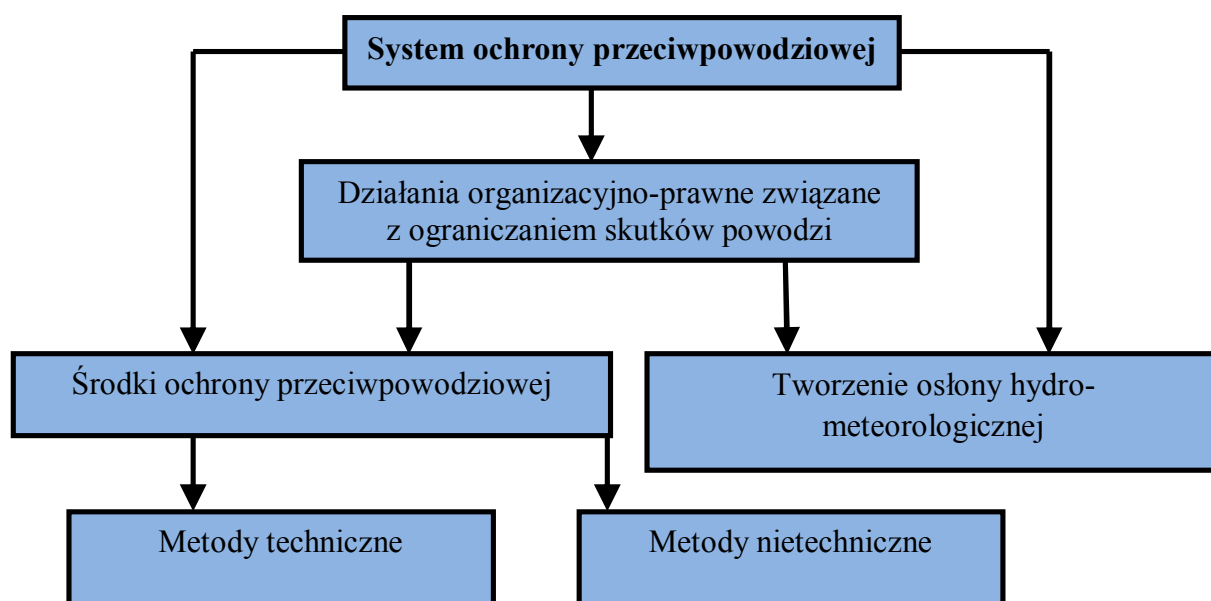 System ochrony przeciwpowodziowej
Działania organizacyjno-prawne związane
z ograniczaniem skutków powodzi
Środki ochrony przeciwpowodziowej
Tworzenie osłony hydro-
meteorologicznej
Metody techniczne
Metody nietechniczne